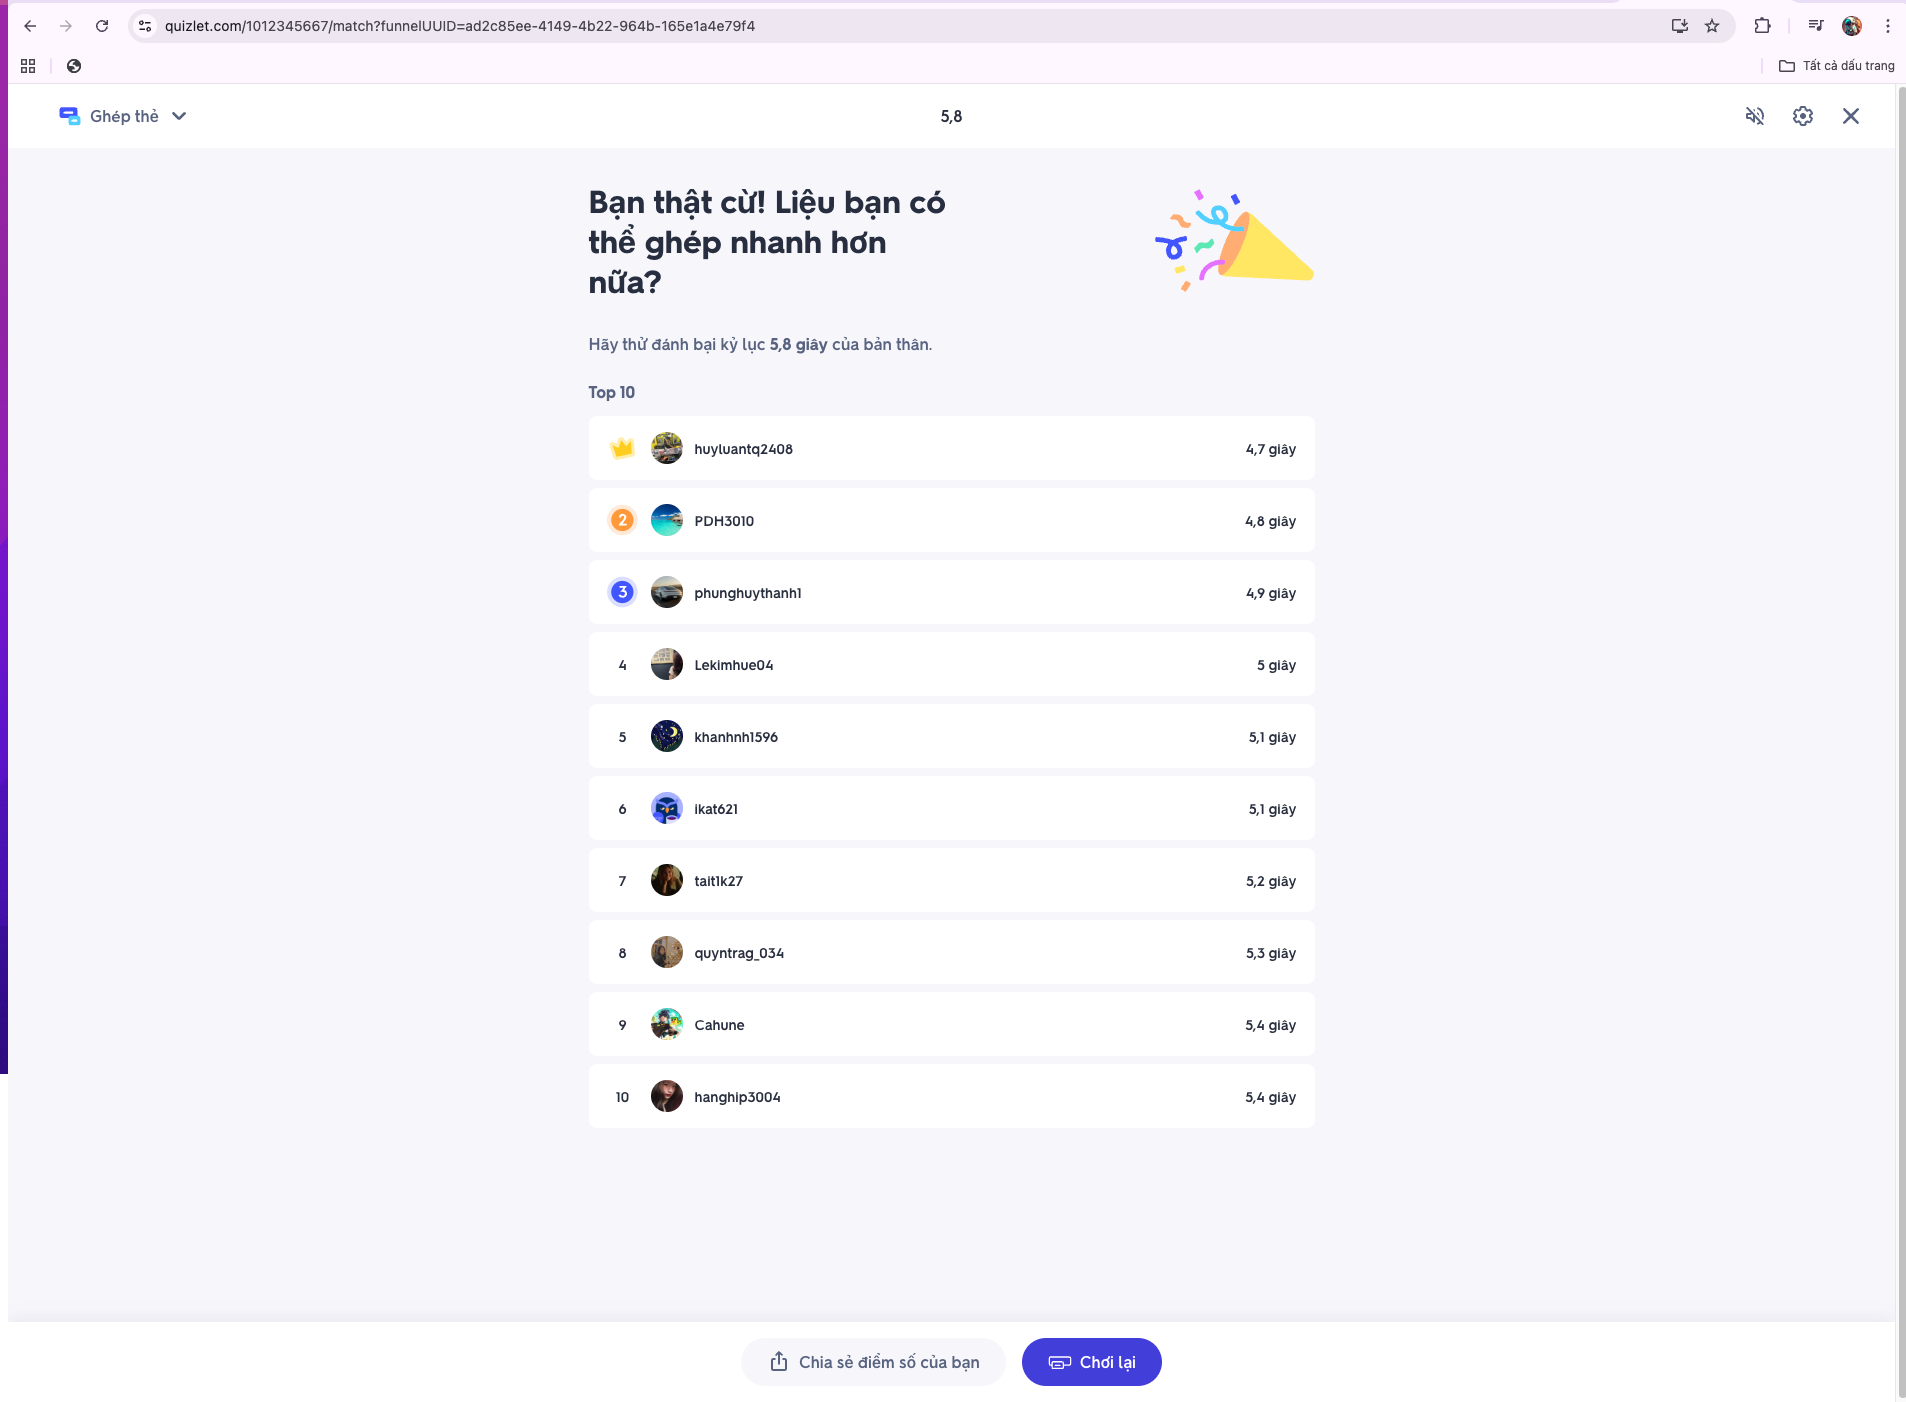 quizlet.com/1012345667/match?funnelUUID=ad2c85ee-4149-4b22-964b-165e1a4e79f4
Tất cả dấu trang
Ghép thẻ
5,8
Bạn thật cừ! Liệu bạn có
thể ghép nhanh hơn
nữa?
Hãy thử đánh bại kỷ lục 5,8 giây của bản thân.
Top 10
huyluantq2408 4,7 giây
2 PDH3010 4,8 giây
3 phunghuythanh1 4,9 giây
4 Lekimhue04 5 giây
5 khanhnh1596 5,1 giây
6 ikat621 5,1 giây
7 tait1k27 5,2 giây
8 quyntrag_034 5,3 giây
9 Cahune 5,4 giây
10 hanghip3004 5,4 giây
Chia sẻ điểm số của bạn
Chơi lại